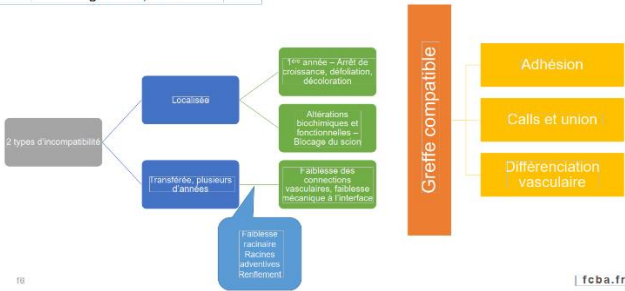 2 types d'incompatibilité
Localisée
1ère année – Arrêt de
croissance, défoliation,
décoloration
Altérations
biochimiques et
fonctionnelles –
Blocage du scion
Transférée, plusieurs
d'années
Faiblesse des
connections
vasculaires, faiblesse
mécanique à l'interface
Faiblesse
racinaire
Racines
adventives
Renflement
Greffe compatible
Adhésion
Calls et union
Différenciation
vasculaire
| fcba.fr